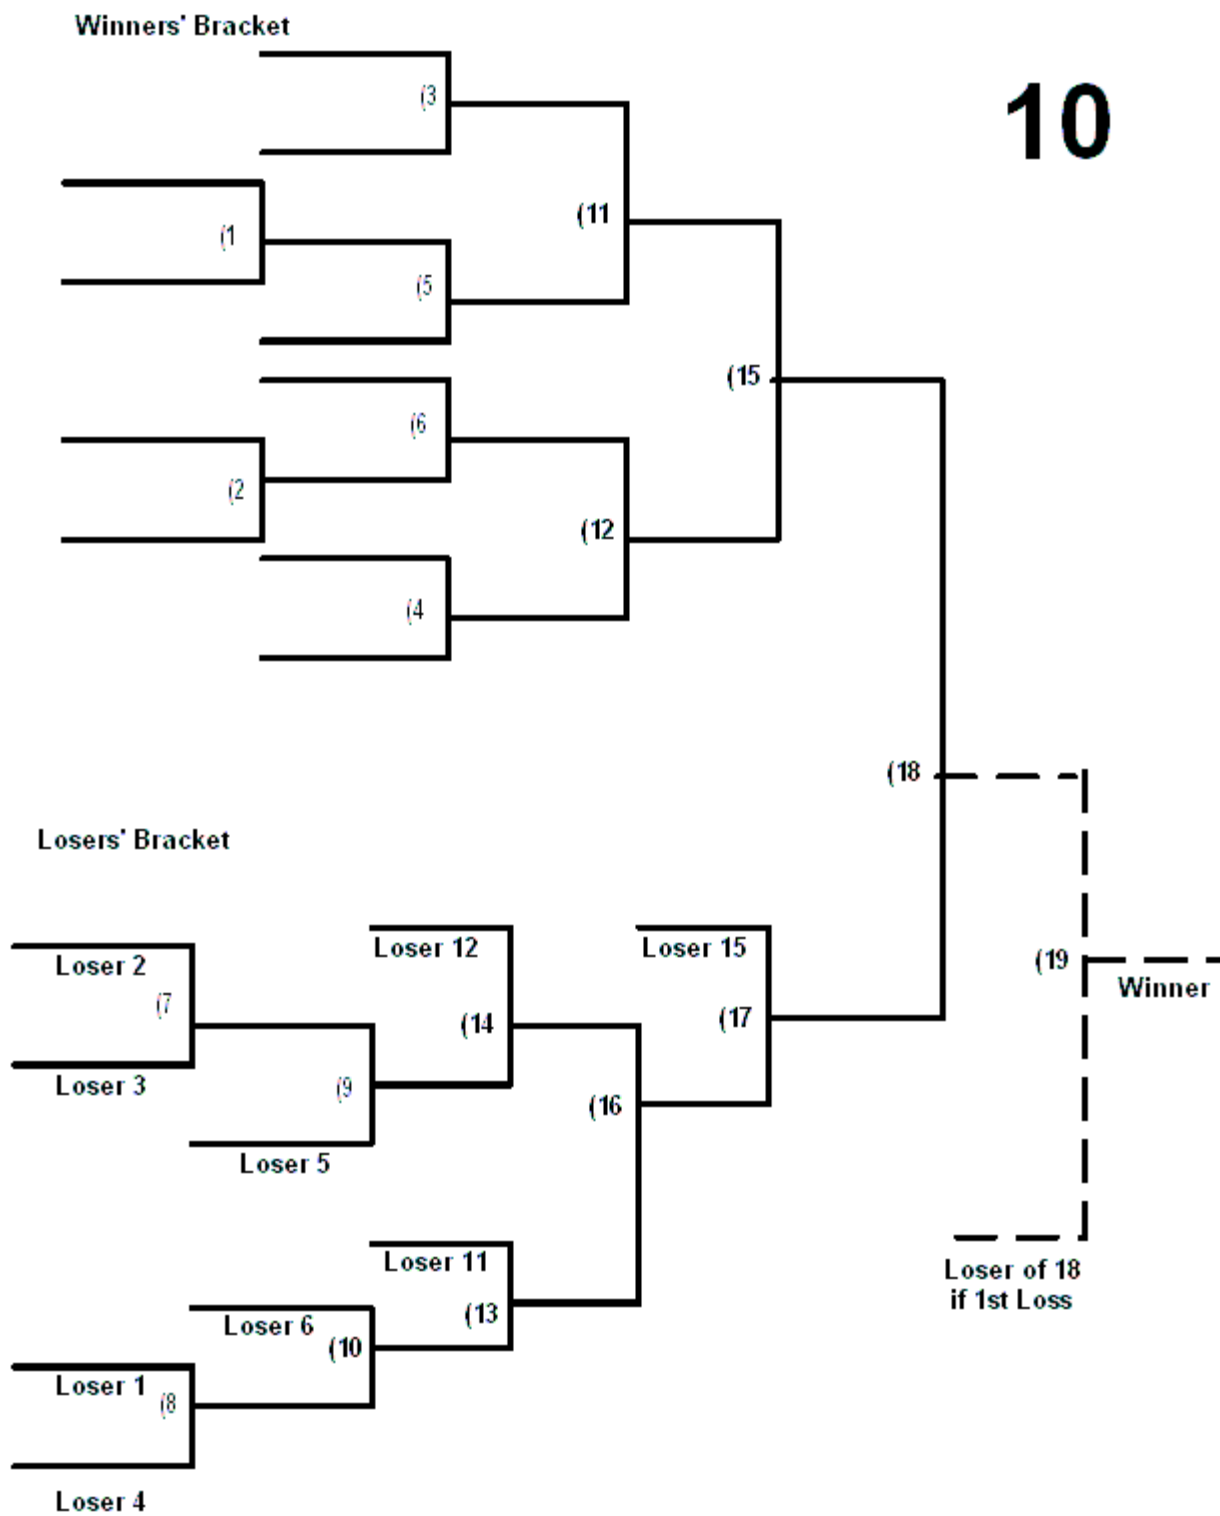 Winners' Bracket
10
(3
(11
(1
(5
(15
(6
(2
(12
(4
(18
Losers' Bracket
Loser 12
Loser 15
Loser 2
(7
(14
(17
(19
Winner
Loser 3
(9
(16
Loser 5
Loser 11
Loser of 18
if 1st Loss
Loser 6
(13
(10
Loser 1
(8
Loser 4